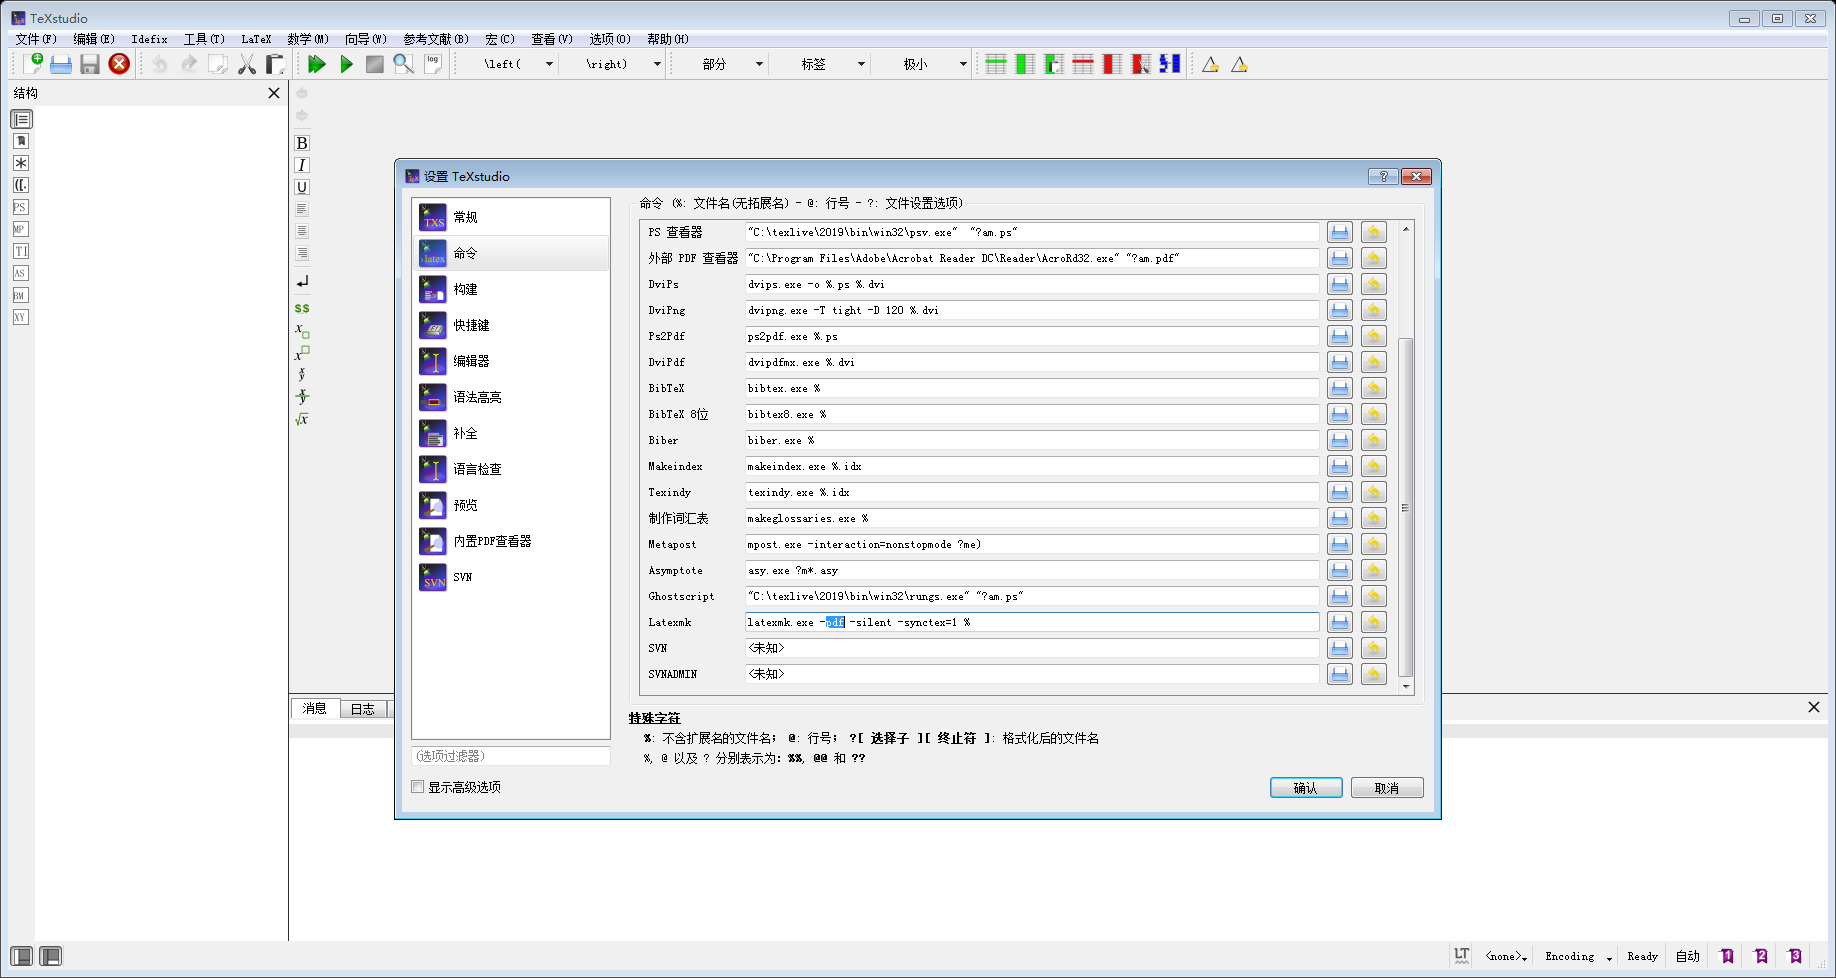 TeXstudio
文件(F) 编辑(E) Idefix 工具(T) LaTeX 数学(M) 向导(W) 参考文献(B) 宏(C) 查看(V) 选项(O) 帮助(H)
log \left( \right) 部分 标签 极小
结构
B
I
U
PS
MP
TI
AS
BM
XY
$$
设置 TeXstudio
TXS 常规
latex 命令
构建
快捷键
编辑器
语法高亮
补全
语言检查
预览
内置PDF查看器
SVN SVN
(选项过滤器)
显示高级选项
命令 (%: 文件名(无拓展名) - @: 行号 - ?: 文件设置选项)
PS 查看器 "C:\texlive\2019\bin\win32\psv.exe"  "?am.ps"
外部 PDF 查看器 "C:\Program Files\Adobe\Acrobat Reader DC\Reader\AcroRd32.exe" "?am.pdf"
DviPs dvips.exe -o %.ps %.dvi
DviPng dvipng.exe -T tight -D 120 %.dvi
Ps2Pdf ps2pdf.exe %.ps
DviPdf dvipdfmx.exe %.dvi
BibTeX bibtex.exe %
BibTeX 8位 bibtex8.exe %
Biber biber.exe %
Makeindex makeindex.exe %.idx
Texindy texindy.exe %.idx
制作词汇表 makeglossaries.exe %
Metapost mpost.exe -interaction=nonstopmode ?me)
Asymptote asy.exe ?m*.asy
Ghostscript "C:\texlive\2019\bin\win32\rungs.exe" "?am.ps"
Latexmk latexmk.exe -pdf -silent -synctex=1 %
SVN <未知>
SVNADMIN <未知>
特殊字符
%: 不含扩展名的文件名; @: 行号; ?[ 选择子 ][ 终止符 ]: 格式化后的文件名
%, @ 以及 ? 分别表示为: %%, @@ 和 ??
确认 取消
消息 日志
LT <none> Encoding Ready 自动 1 2 3